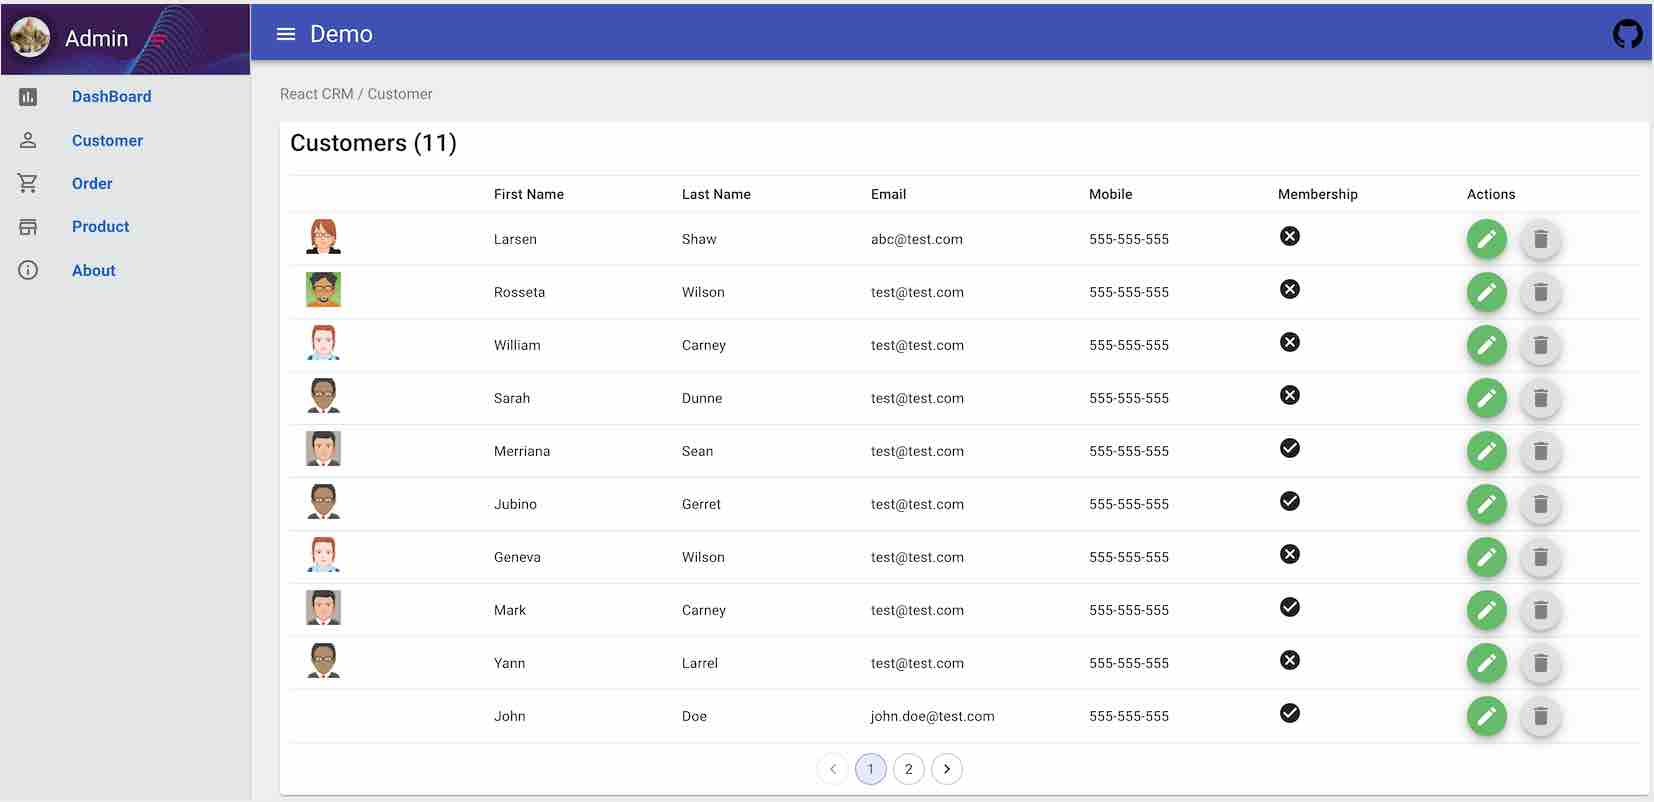 Admin
Demo
DashBoard
Customer
Order
Product
About
React CRM / Customer
Customers (11)
First Name Last Name Email Mobile Membership Actions
Larsen Shaw abc@test.com 555-555-555
Rosseta Wilson test@test.com 555-555-555
William Carney test@test.com 555-555-555
Sarah Dunne test@test.com 555-555-555
Merriana Sean test@test.com 555-555-555
Jubino Gerret test@test.com 555-555-555
Geneva Wilson test@test.com 555-555-555
Mark Carney test@test.com 555-555-555
Yann Larrel test@test.com 555-555-555
John Doe john.doe@test.com 555-555-555
1 2